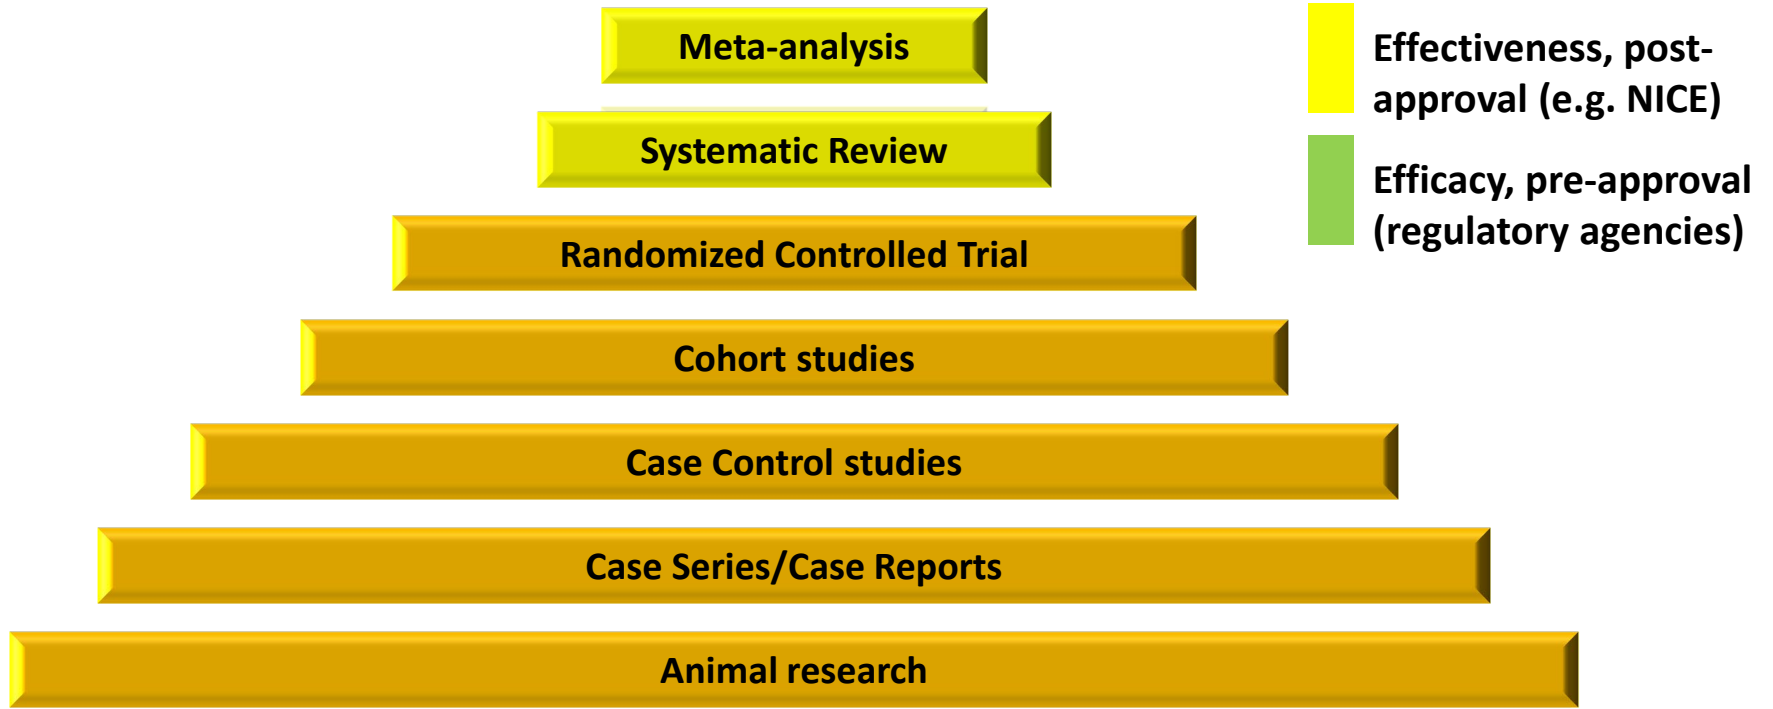 Meta-analysis
Systematic Review
Randomized Controlled Trial
Cohort studies
Case Control studies
Case Series/Case Reports
Animal research
Effectiveness, post-
approval (e.g. NICE)
Efficacy, pre-approval
(regulatory agencies)